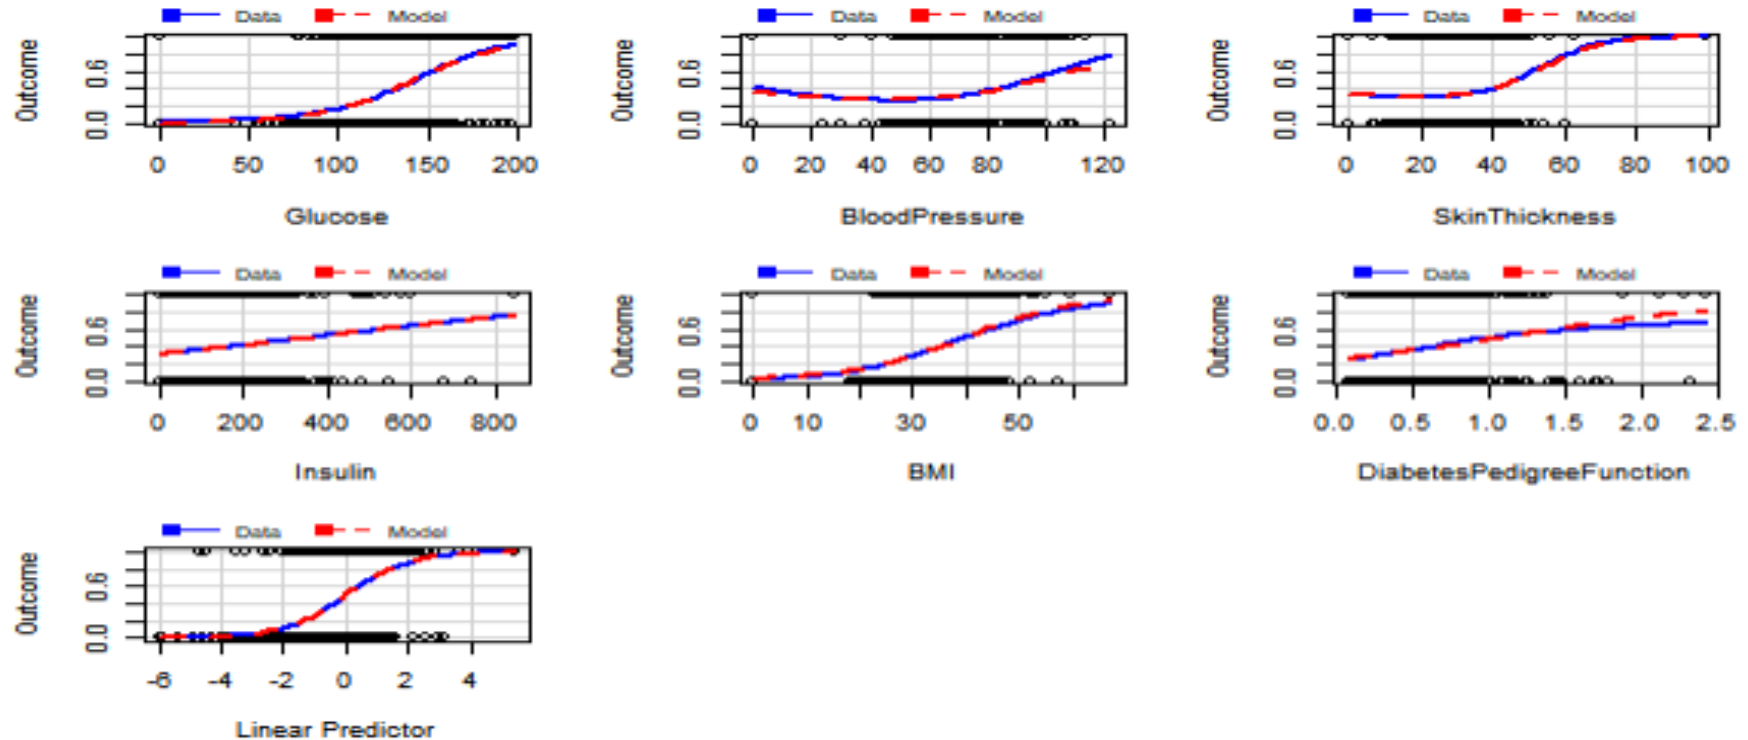 Data Model Data Model Data Model
Outcome 0.0 0.6 Outcome 0.0 0.6 Outcome 0.0 0.6
0 50 100 150 200 0 20 40 60 80 120 0 20 40 60 80 100
Glucose BloodPressure SkinThickness
Data Model Data Model Data Model
Outcome 0.0 0.6 Outcome 0.0 0.6 Outcome 0.0 0.6
0 200 400 600 800 0 10 30 50 0.0 0.5 1.0 1.5 2.0 2.5
Insulin BMI DiabetesPedigreeFunction
Data Model
Outcome 0.0 0.6
-6 -4 -2 0 2 4
Linear Predictor